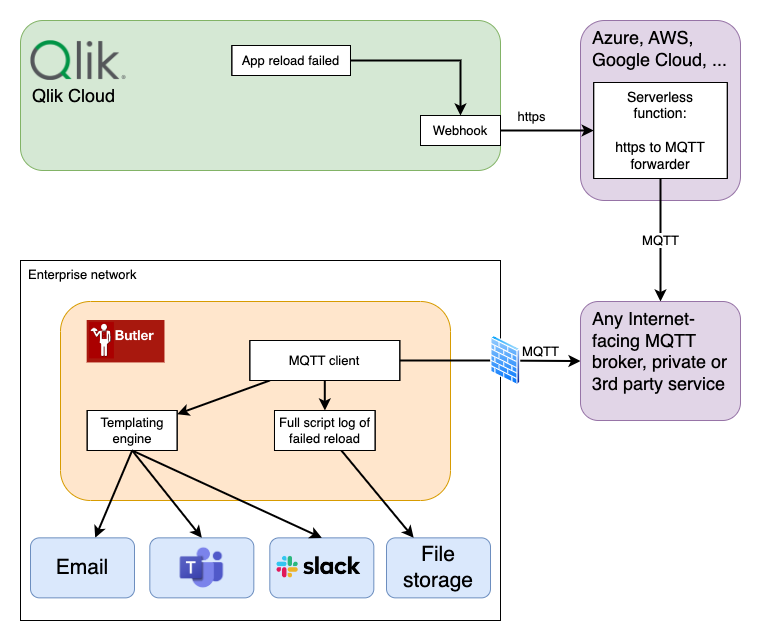 Qlik
Qlik Cloud
App reload failed
Webhook
https
Azure, AWS,
Google Cloud, ...
Serverless
function:
https to MQTT
forwarder
MQTT
Enterprise network
Butler
MQTT client
MQTT
Any Internet-
facing MQTT
broker, private or
3rd party service
Templating
engine
Full script log of
failed reload
Email
T
slack
File
storage